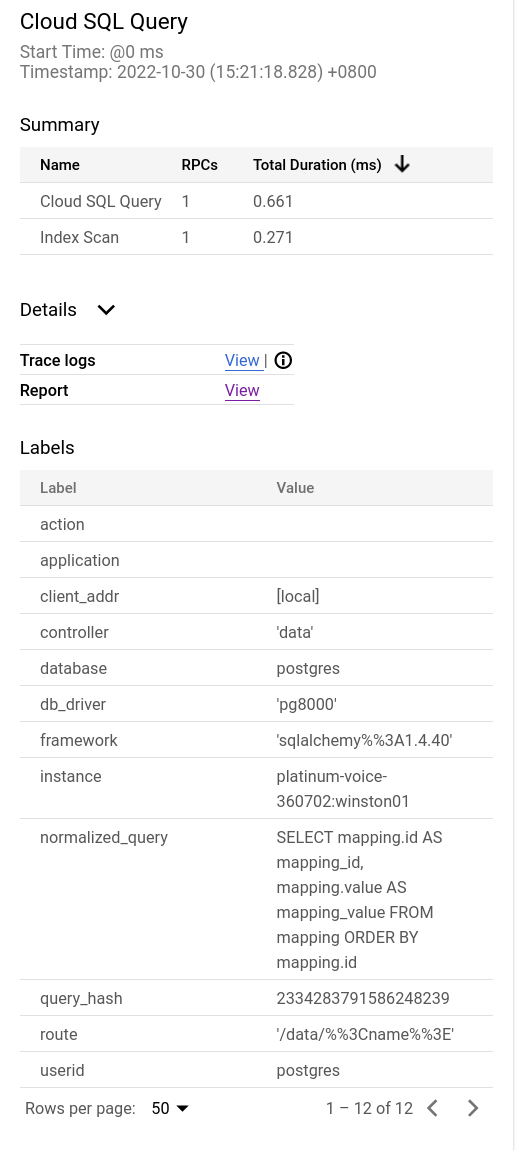 Cloud SQL Query
Start Time: @0 ms
Timestamp: 2022-10-30 (15:21:18.828) +0800
Summary
Name RPCs Total Duration (ms)
Cloud SQL Query 1 0.661
Index Scan 1 0.271
Details
Trace logs View |
Report View
Labels
Label Value
action
application
client_addr [local]
controller 'data'
database postgres
db_driver 'pg8000'
framework 'sqlalchemy%%3A1.4.40'
instance platinum-voice-
360702:winston01
normalized_query SELECT mapping.id AS
mapping_id,
mapping.value AS
mapping_value FROM
mapping ORDER BY
mapping.id
query_hash 2334283791586248239
route '/data/%%3Cname%%3E'
userid postgres
Rows per page: 50 1 – 12 of 12